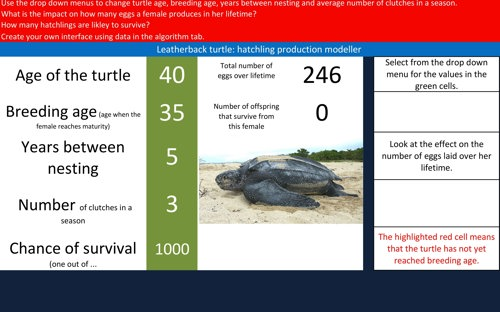 Use the drop down menus to change turtle age, breeding age, years between nesting and average number of clutches in a season.
What is the impact on how many eggs a female produces in her lifetime?
How many hatchlings are likley to survive?
Create your own interface using data in the algorithm tab.
Leatherback turtle: hatchling production modeller
Age of the turtle 40
Total number of
eggs over lifetime
246
Select from the drop down
menu for the values in the
green cells.
Breeding age (age when the
female reaches maturity)
35
Number of offspring
that survive from
this female
0
Years between
nesting
5
Look at the effect on the
number of eggs laid over her
lifetime.
Number of clutches in a
season
3
Chance of survival
(one out of ...
1000
The highlighted red cell means
that the turtle has not yet
reached breeding age.